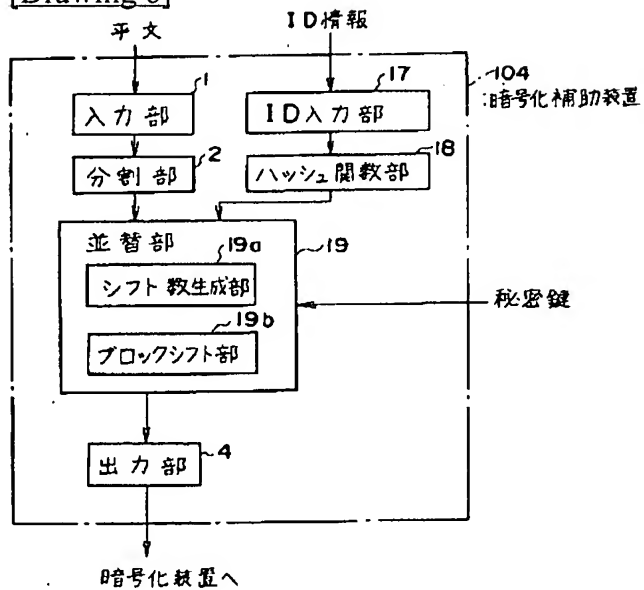 平文
ID情報
104
:暗号化補助装置
1
入力部
17
ID入力部
2
分割部
18
ハッシュ関数部
並替部
19
19a
シフト数生成部
秘密鍵
19b
ブロックシフト部
4
出力部
暗号化装置へ